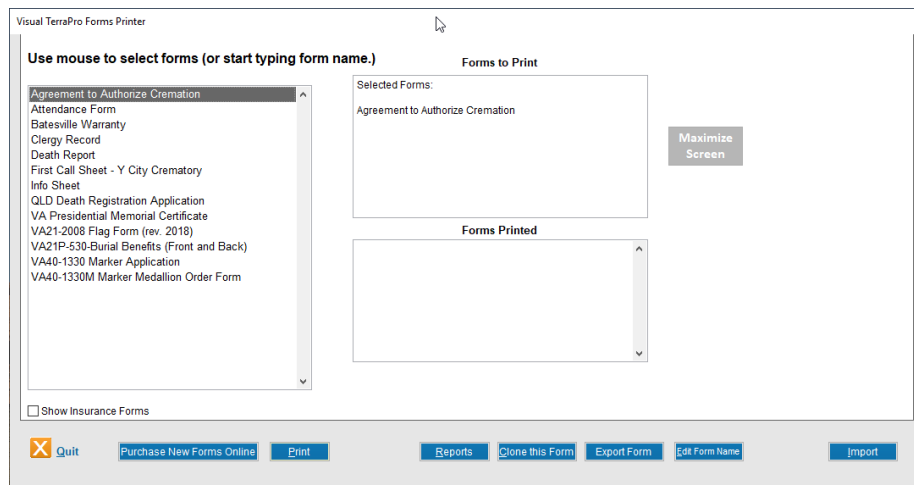 Visual TerraPro Forms Printer
Use mouse to select forms (or start typing form name.)
Agreement to Authorize Cremation
Attendance Form
Batesville Warranty
Clergy Record
Death Report
First Call Sheet - Y City Crematory
Info Sheet
QLD Death Registration Application
VA Presidential Memorial Certificate
VA21-2008 Flag Form (rev. 2018)
VA21P-530-Burial Benefits (Front and Back)
VA40-1330 Marker Application
VA40-1330M Marker Medallion Order Form
Show Insurance Forms
Forms to Print
Selected Forms:
Agreement to Authorize Cremation
Forms Printed
Maximize
Screen
X Quit
Purchase New Forms Online
Print
Reports
Clone this Form
Export Form
Edit Form Name
Import